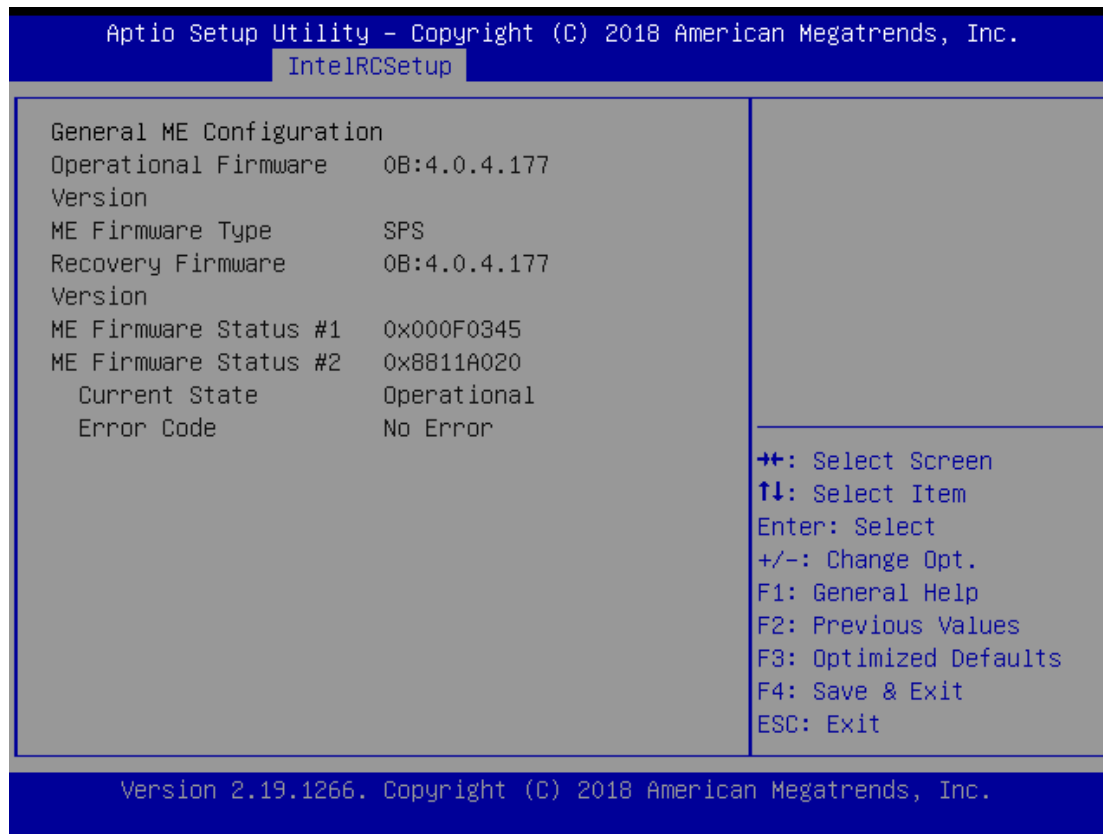 Aptio Setup Utility – Copyright (C) 2018 American Megatrends, Inc.
IntelRCSetup
General ME Configuration
Operational Firmware 0B:4.0.4.177
Version
ME Firmware Type SPS
Recovery Firmware 0B:4.0.4.177
Version
ME Firmware Status #1 0x000F0345
ME Firmware Status #2 0x8811A020
Current State Operational
Error Code No Error
→←: Select Screen
↑↓: Select Item
Enter: Select
+/-: Change Opt.
F1: General Help
F2: Previous Values
F3: Optimized Defaults
F4: Save & Exit
ESC: Exit
Version 2.19.1266. Copyright (C) 2018 American Megatrends, Inc.